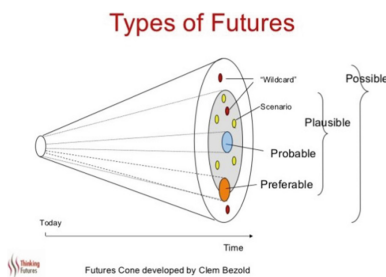 Types of Futures
"Wildcard"
Possible
Scenario
Plausible
Probable
Preferable
Today
Time
Thinking
Futures
Futures Cone developed by Clem Bezold